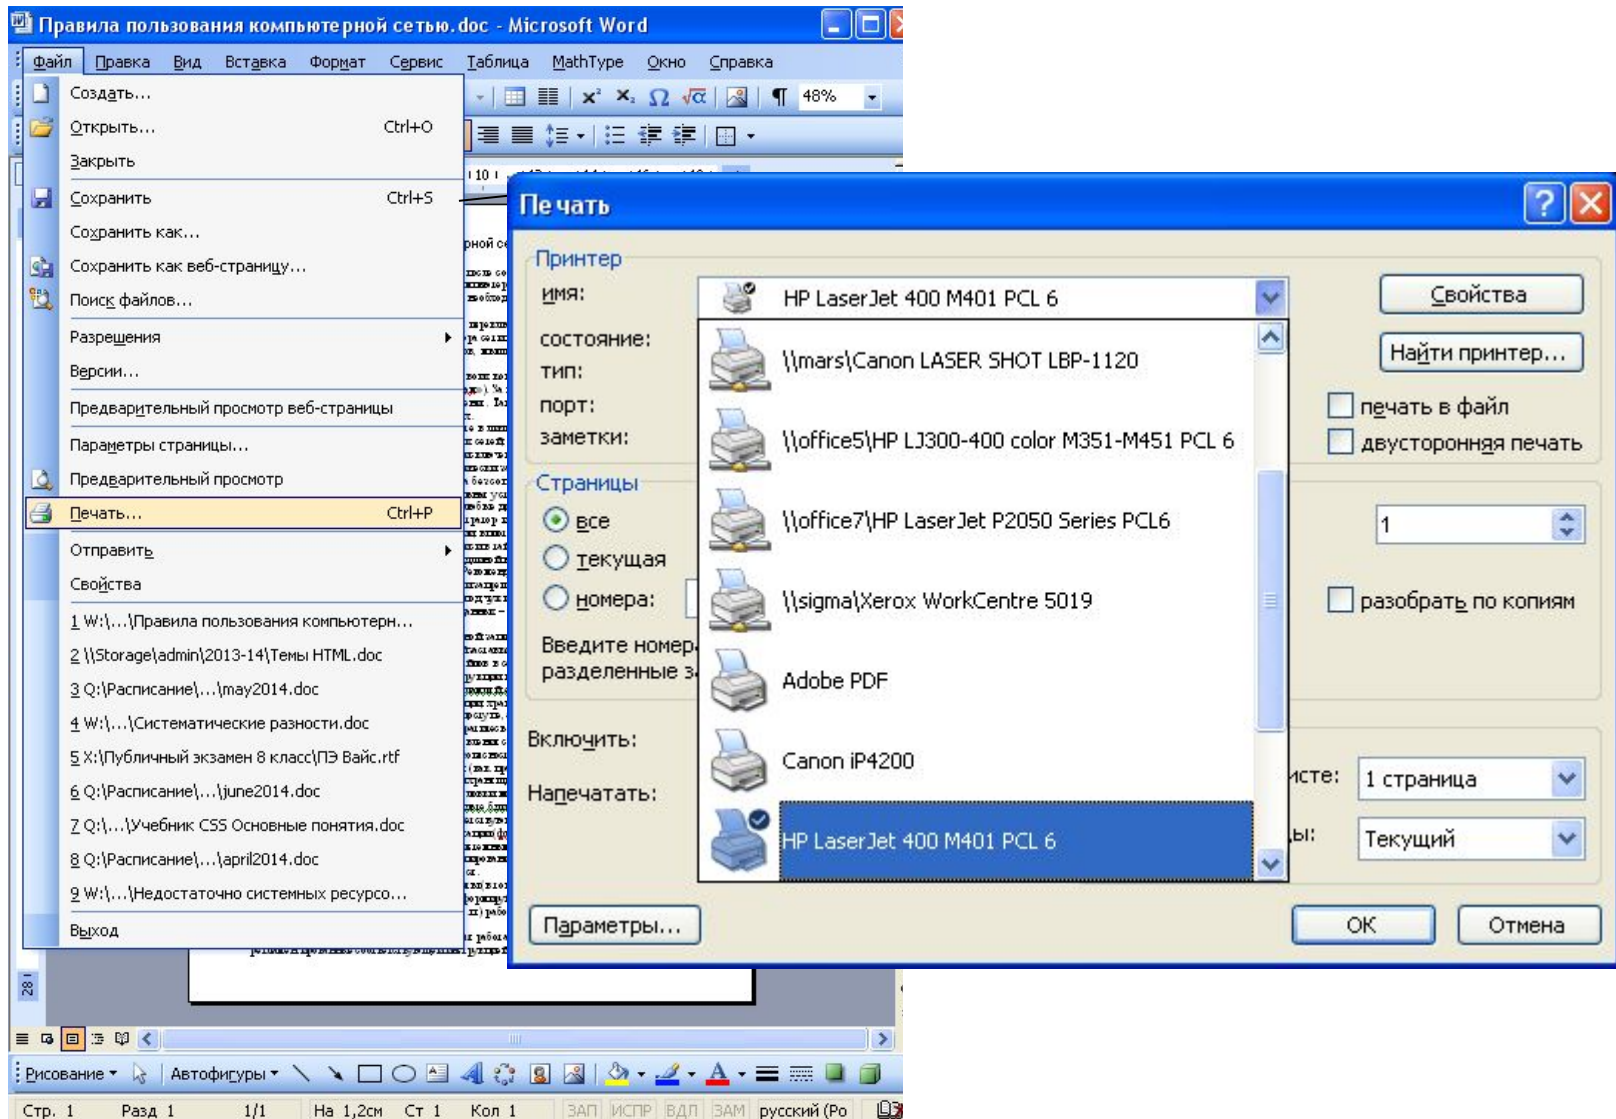 Правила пользования компьютерной сетью.doc - Microsoft Word
Файл Правка Вид Вставка Формат Сервис Таблица MathType Окно Справка
48%
Создать...
Открыть... Ctrl+O
Закрыть
Сохранить Ctrl+S
Сохранить как...
Сохранить как веб-страницу...
Поиск файлов...
Разрешения
Версии...
Предварительный просмотр веб-страницы
Параметры страницы...
Предварительный просмотр
Печать... Ctrl+P
Отправить
Свойства
1 W:\...\Правила пользования компьютерн...
2 \\Storage\admin\2013-14\Темы HTML.doc
3 Q:\Расписание\...\may2014.doc
4 W:\...\Систематические разности.doc
5 X:\Публичный экзамен 8 класс\ПЭ Вайс.rtf
6 Q:\Расписание\...\june2014.doc
7 Q:\...\Учебник CSS Основные понятия.doc
8 Q:\Расписание\...\april2014.doc
9 W:\...\Недостаточно системных ресурсо...
Выход
Печать
Принтер
имя: HP LaserJet 400 M401 PCL 6 Свойства
состояние: Найти принтер...
тип:
порт: печать в файл
заметки: двусторонняя печать
\\mars\Canon LASER SHOT LBP-1120
\\office5\HP LJ300-400 color M351-M451 PCL 6
\\office7\HP LaserJet P2050 Series PCL6
\\sigma\Xerox WorkCentre 5019
Adobe PDF
Canon iP4200
HP LaserJet 400 M401 PCL 6
Страницы
все 1
текущая
номера: разобрать по копиям
Введите номер
разделенные з
Включить:
Напечатать:
исте: 1 страница
ы: Текущий
Параметры... ОК Отмена
28
Рисование Автофигуры
Стр. 1 Разд 1 1/1 На 1,2см Ст 1 Кол 1 ЗАП ИСПР ВДЛ ЗАМ русский (Ро